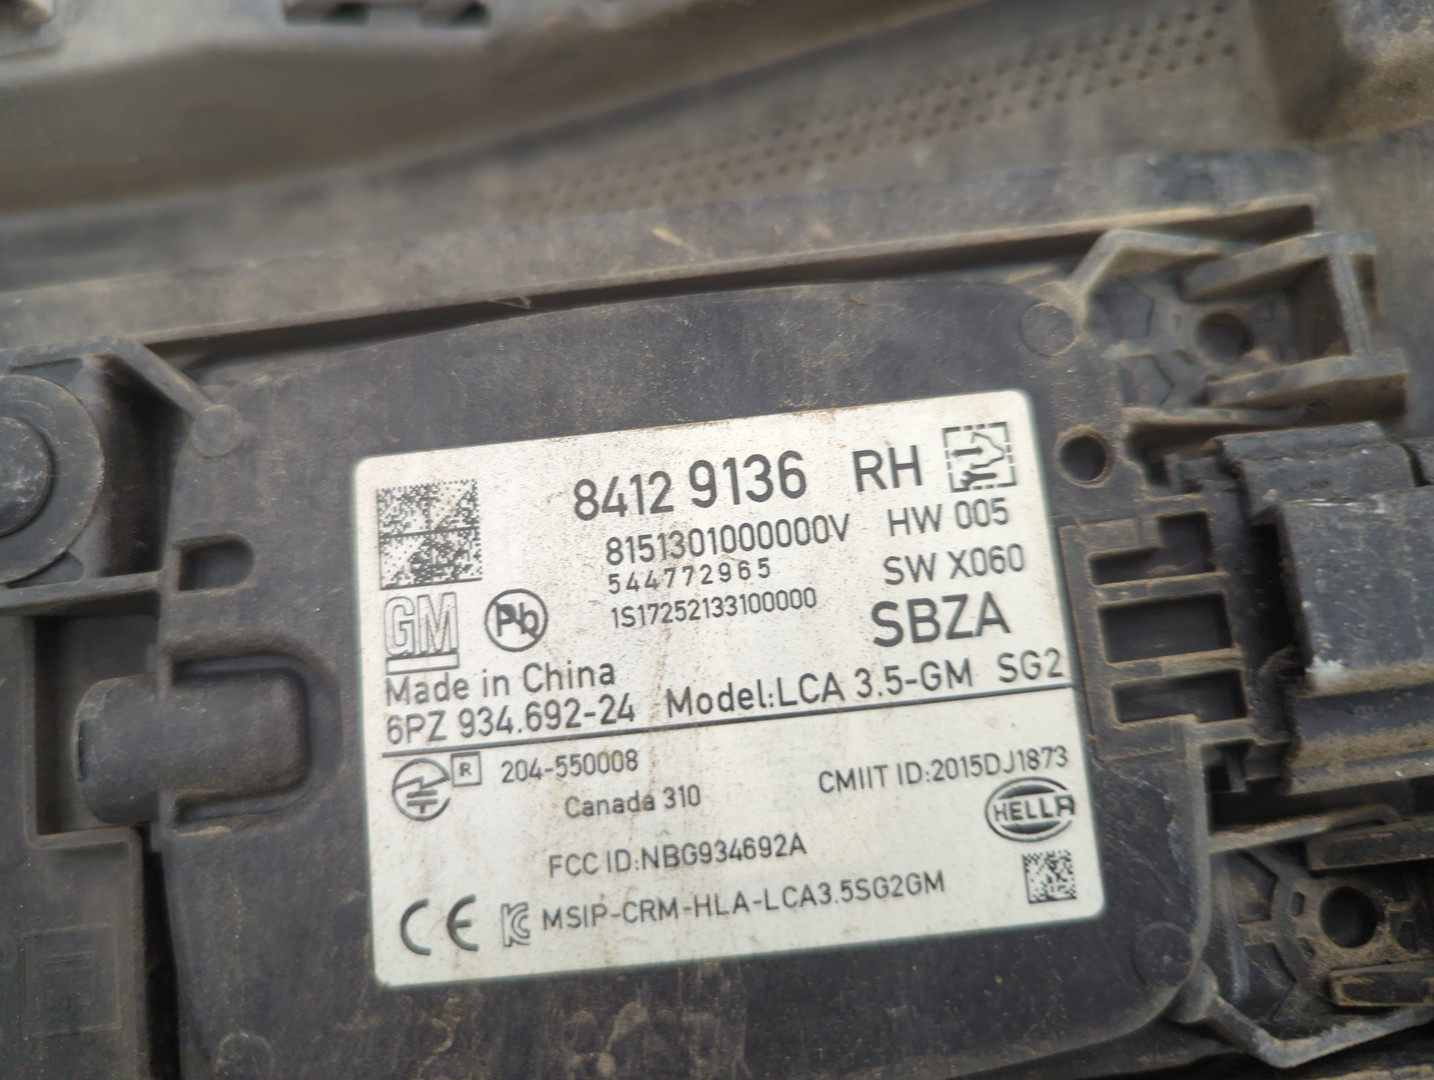 8412 9136 RH
8151301000000V HW 005
544772965 SW X060
1S17252133100000 SBZA
GM Pb
Made in China
6PZ 934.692-24 Model:LCA 3.5-GM SG2
R 204-550008 CMIIT ID:2015DJ1873
Canada 310 HELLA
FCC ID:NBG934692A
CE MSIP-CRM-HLA-LCA3.5SG2GM